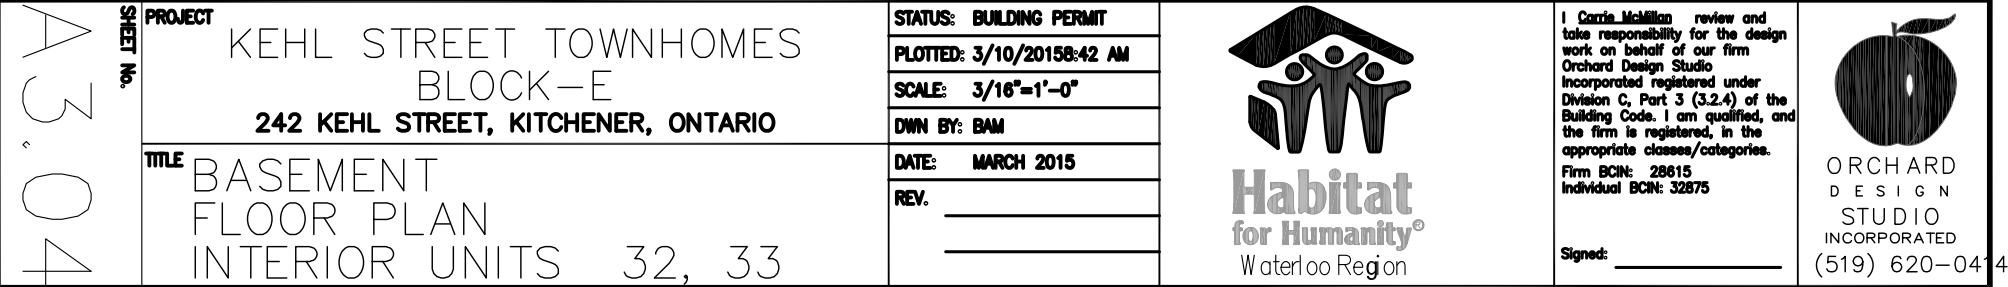 SHEET No.
A3.04
PROJECT
KEHL STREET TOWNHOMES
BLOCK-E
242 KEHL STREET, KITCHENER, ONTARIO
TITLE
BASEMENT
FLOOR PLAN
INTERIOR UNITS 32, 33
STATUS: BUILDING PERMIT
PLOTTED: 3/10/20158:42 AM
SCALE: 3/16"=1'-0"
DWN BY: BAM
DATE: MARCH 2015
REV.
Habitat
for Humanity®
Waterloo Region
I Carrie McMillan review and
take responsibility for the design
work on behalf of our firm
Orchard Design Studio
Incorporated registered under
Division C, Part 3 (3.2.4) of the
Building Code. I am qualified, and
the firm is registered, in the
appropriate classes/categories.
Firm BCIN: 28615
Individual BCIN: 32875
Signed:
ORCHARD
DESIGN
STUDIO
INCORPORATED
(519) 620-0414